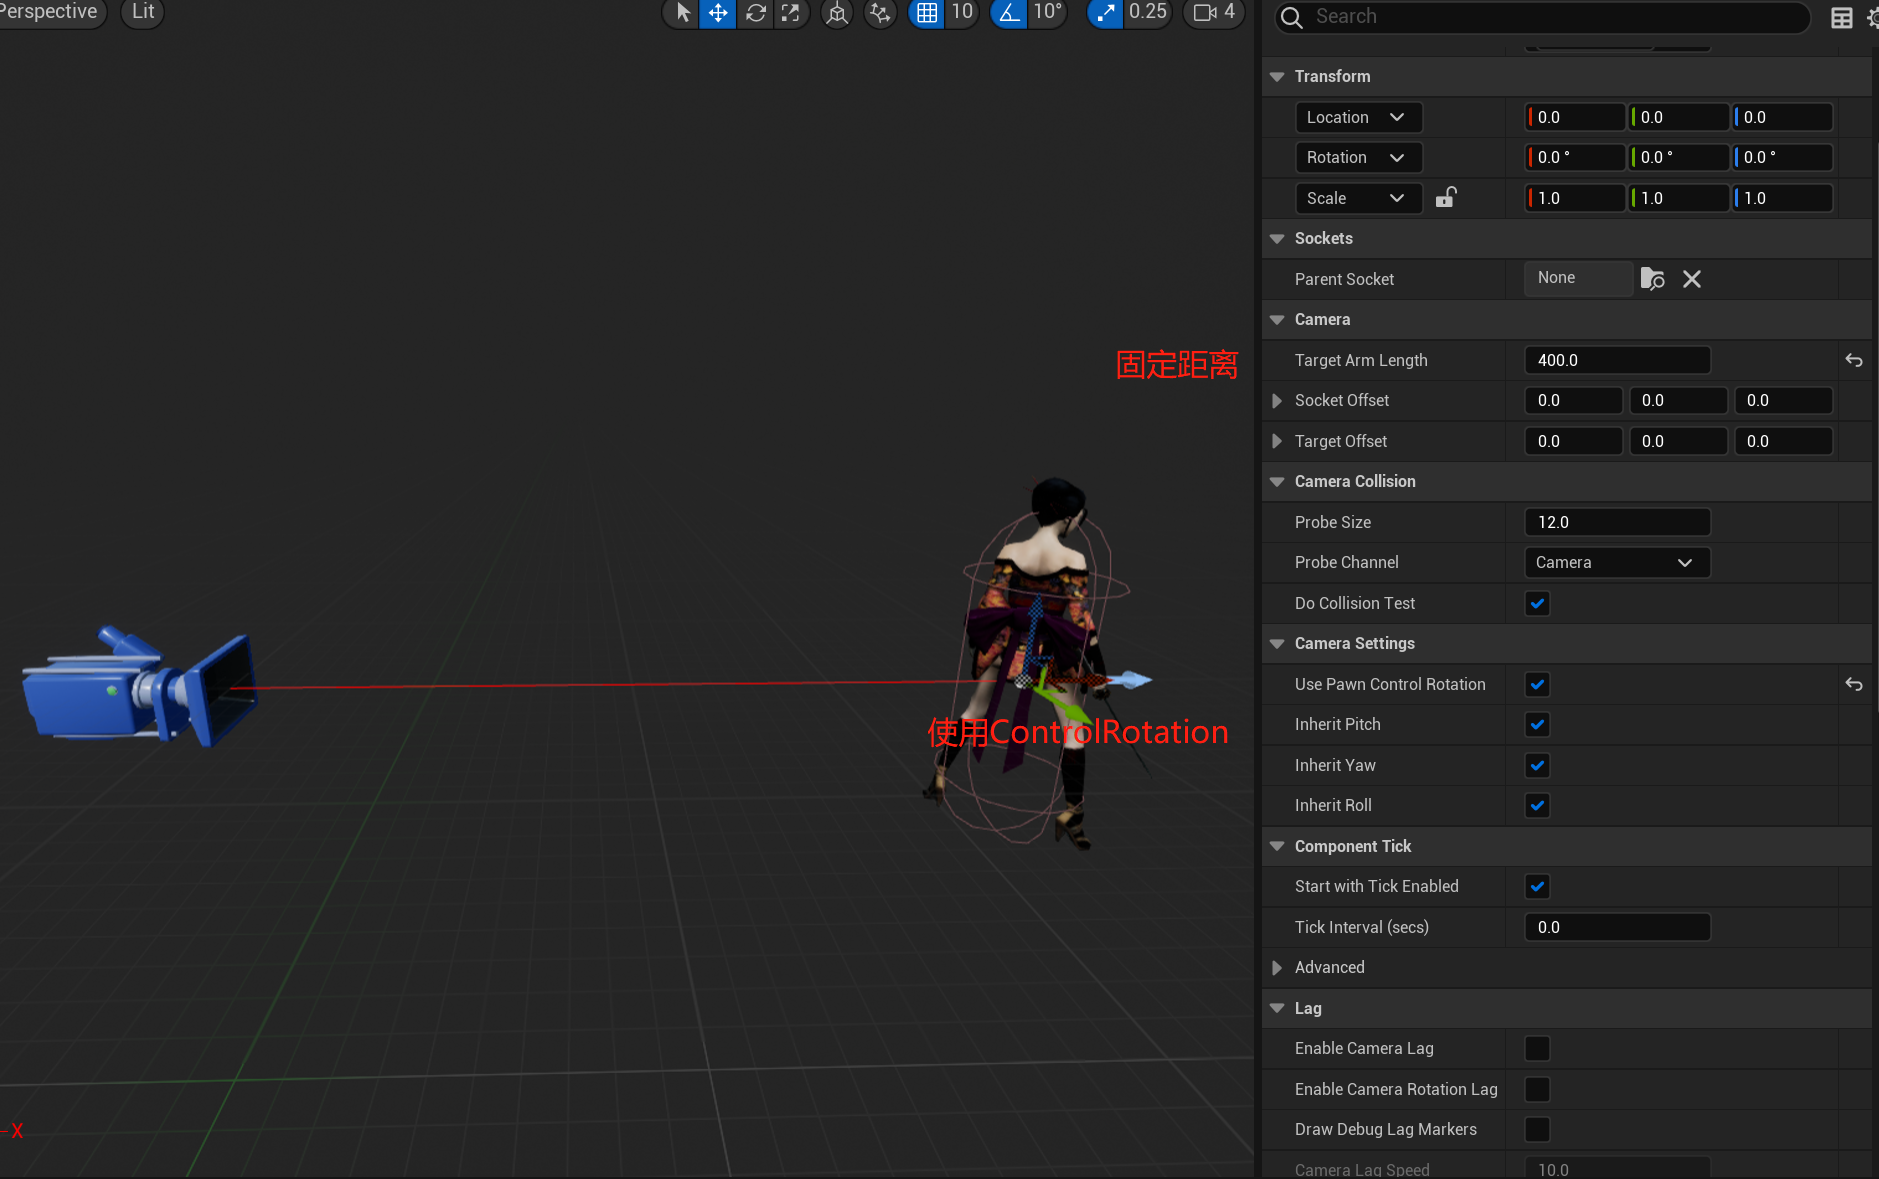 Perspective
Lit
10
10°
0.25
4
Search
Transform
Location
0.0
0.0
0.0
Rotation
0.0 °
0.0 °
0.0 °
Scale
1.0
1.0
1.0
Sockets
Parent Socket
None
Camera
固定距离
Target Arm Length
400.0
Socket Offset
0.0
0.0
0.0
Target Offset
0.0
0.0
0.0
Camera Collision
Probe Size
12.0
Probe Channel
Camera
Do Collision Test
Camera Settings
Use Pawn Control Rotation
使用ControlRotation
Inherit Pitch
Inherit Yaw
Inherit Roll
Component Tick
Start with Tick Enabled
Tick Interval (secs)
0.0
Advanced
Lag
Enable Camera Lag
Enable Camera Rotation Lag
Draw Debug Lag Markers
X
Camera Lag Speed
10.0